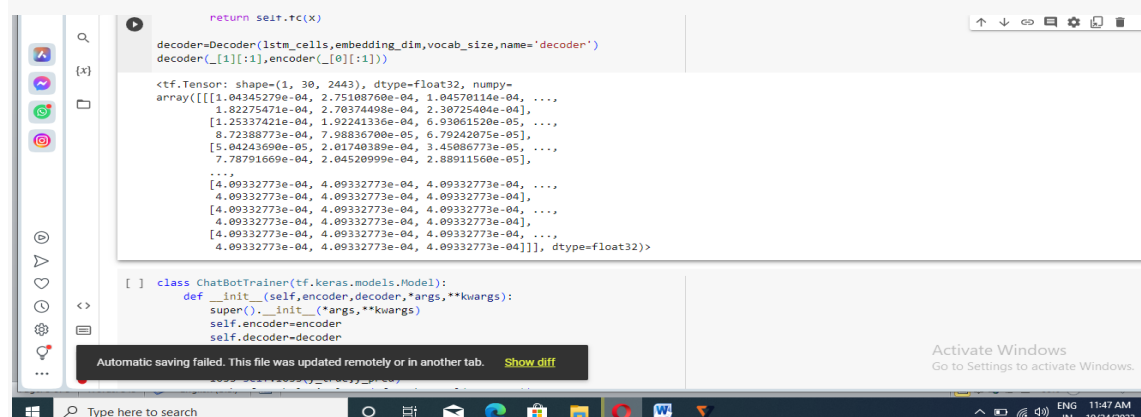 return self.fc(x)
decoder=Decoder(lstm_cells,embedding_dim,vocab_size,name='decoder')
decoder(_[1][:1],encoder(_[0][:1]))
{x}
<tf.Tensor: shape=(1, 30, 2443), dtype=float32, numpy=
array([[[1.04345279e-04, 2.75108760e-04, 1.04570114e-04, ...,
1.82275471e-04, 2.70374498e-04, 2.30725404e-04],
[1.25337421e-04, 1.92241336e-04, 6.93061520e-05, ...,
8.72388773e-04, 7.98836700e-05, 6.79242075e-05],
[5.04243690e-05, 2.01740389e-04, 3.45086773e-05, ...,
7.78791669e-04, 2.04520999e-04, 2.88911560e-05],
...,
[4.09332773e-04, 4.09332773e-04, 4.09332773e-04, ...,
4.09332773e-04, 4.09332773e-04, 4.09332773e-04],
[4.09332773e-04, 4.09332773e-04, 4.09332773e-04, ...,
4.09332773e-04, 4.09332773e-04, 4.09332773e-04],
[4.09332773e-04, 4.09332773e-04, 4.09332773e-04, ...,
4.09332773e-04, 4.09332773e-04, 4.09332773e-04]]], dtype=float32)>
[ ] class ChatBotTrainer(tf.keras.models.Model):
def __init__(self,encoder,decoder,*args,**kwargs):
super().__init__(*args,**kwargs)
self.encoder=encoder
self.decoder=decoder
Automatic saving failed. This file was updated remotely or in another tab. Show diff
Activate Windows
Go to Settings to activate Windows.
Type here to search
ENG 11:47 AM